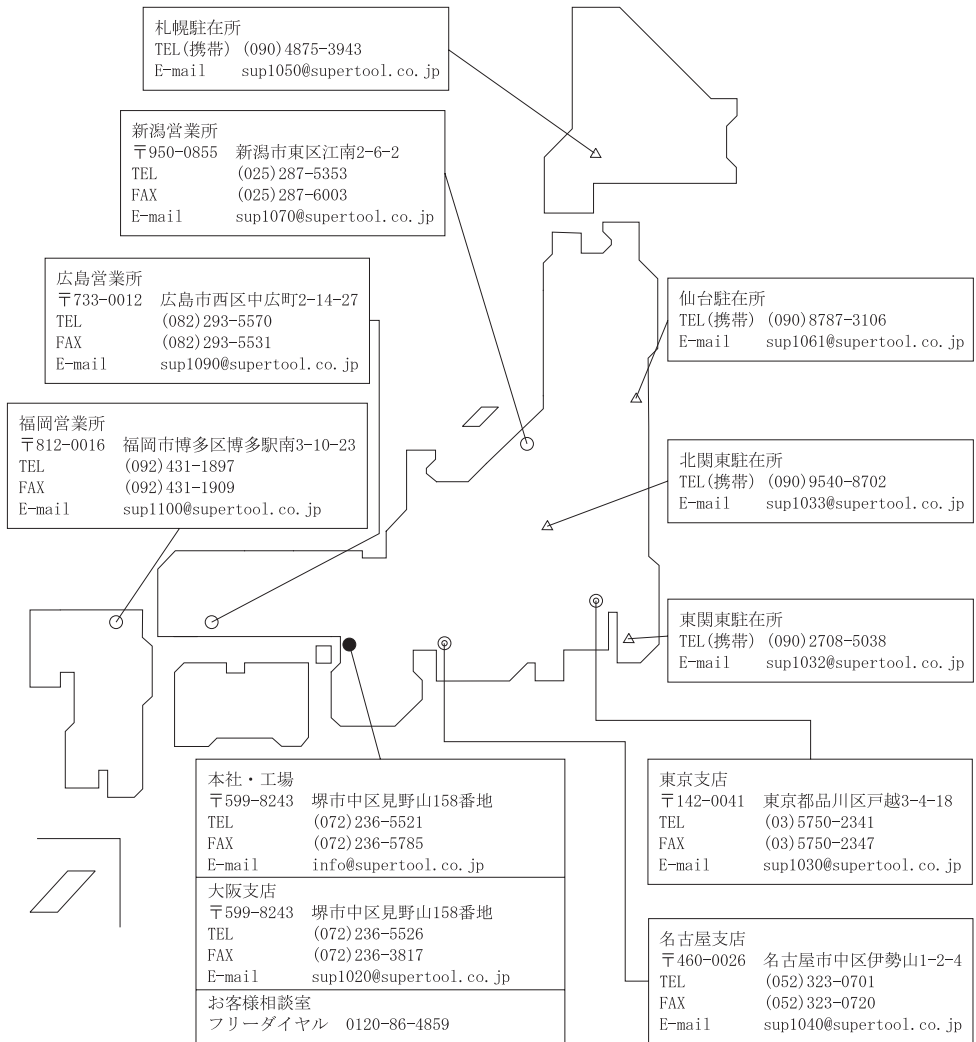 札幌駐在所
TEL(携帯) (090)4875-3943
E-mail sup1050@supertool.co.jp
新潟営業所
〒950-0855 新潟市東区江南2-6-2
TEL (025)287-5353
FAX (025)287-6003
E-mail sup1070@supertool.co.jp
広島営業所
〒733-0012 広島市西区中広町2-14-27
TEL (082)293-5570
FAX (082)293-5531
E-mail sup1090@supertool.co.jp
福岡営業所
〒812-0016 福岡市博多区博多駅南3-10-23
TEL (092)431-1897
FAX (092)431-1909
E-mail sup1100@supertool.co.jp
仙台駐在所
TEL(携帯) (090)8787-3106
E-mail sup1061@supertool.co.jp
北関東駐在所
TEL(携帯) (090)9540-8702
E-mail sup1033@supertool.co.jp
東関東駐在所
TEL(携帯) (090)2708-5038
E-mail sup1032@supertool.co.jp
本社・工場
〒599-8243 堺市中区見野山158番地
TEL (072)236-5521
FAX (072)236-5785
E-mail info@supertool.co.jp
大阪支店
〒599-8243 堺市中区見野山158番地
TEL (072)236-5526
FAX (072)236-3817
E-mail sup1020@supertool.co.jp
お客様相談室
フリーダイヤル 0120-86-4859
東京支店
〒142-0041 東京都品川区戸越3-4-18
TEL (03)5750-2341
FAX (03)5750-2347
E-mail sup1030@supertool.co.jp
名古屋支店
〒460-0026 名古屋市中区伊勢山1-2-4
TEL (052)323-0701
FAX (052)323-0720
E-mail sup1040@supertool.co.jp